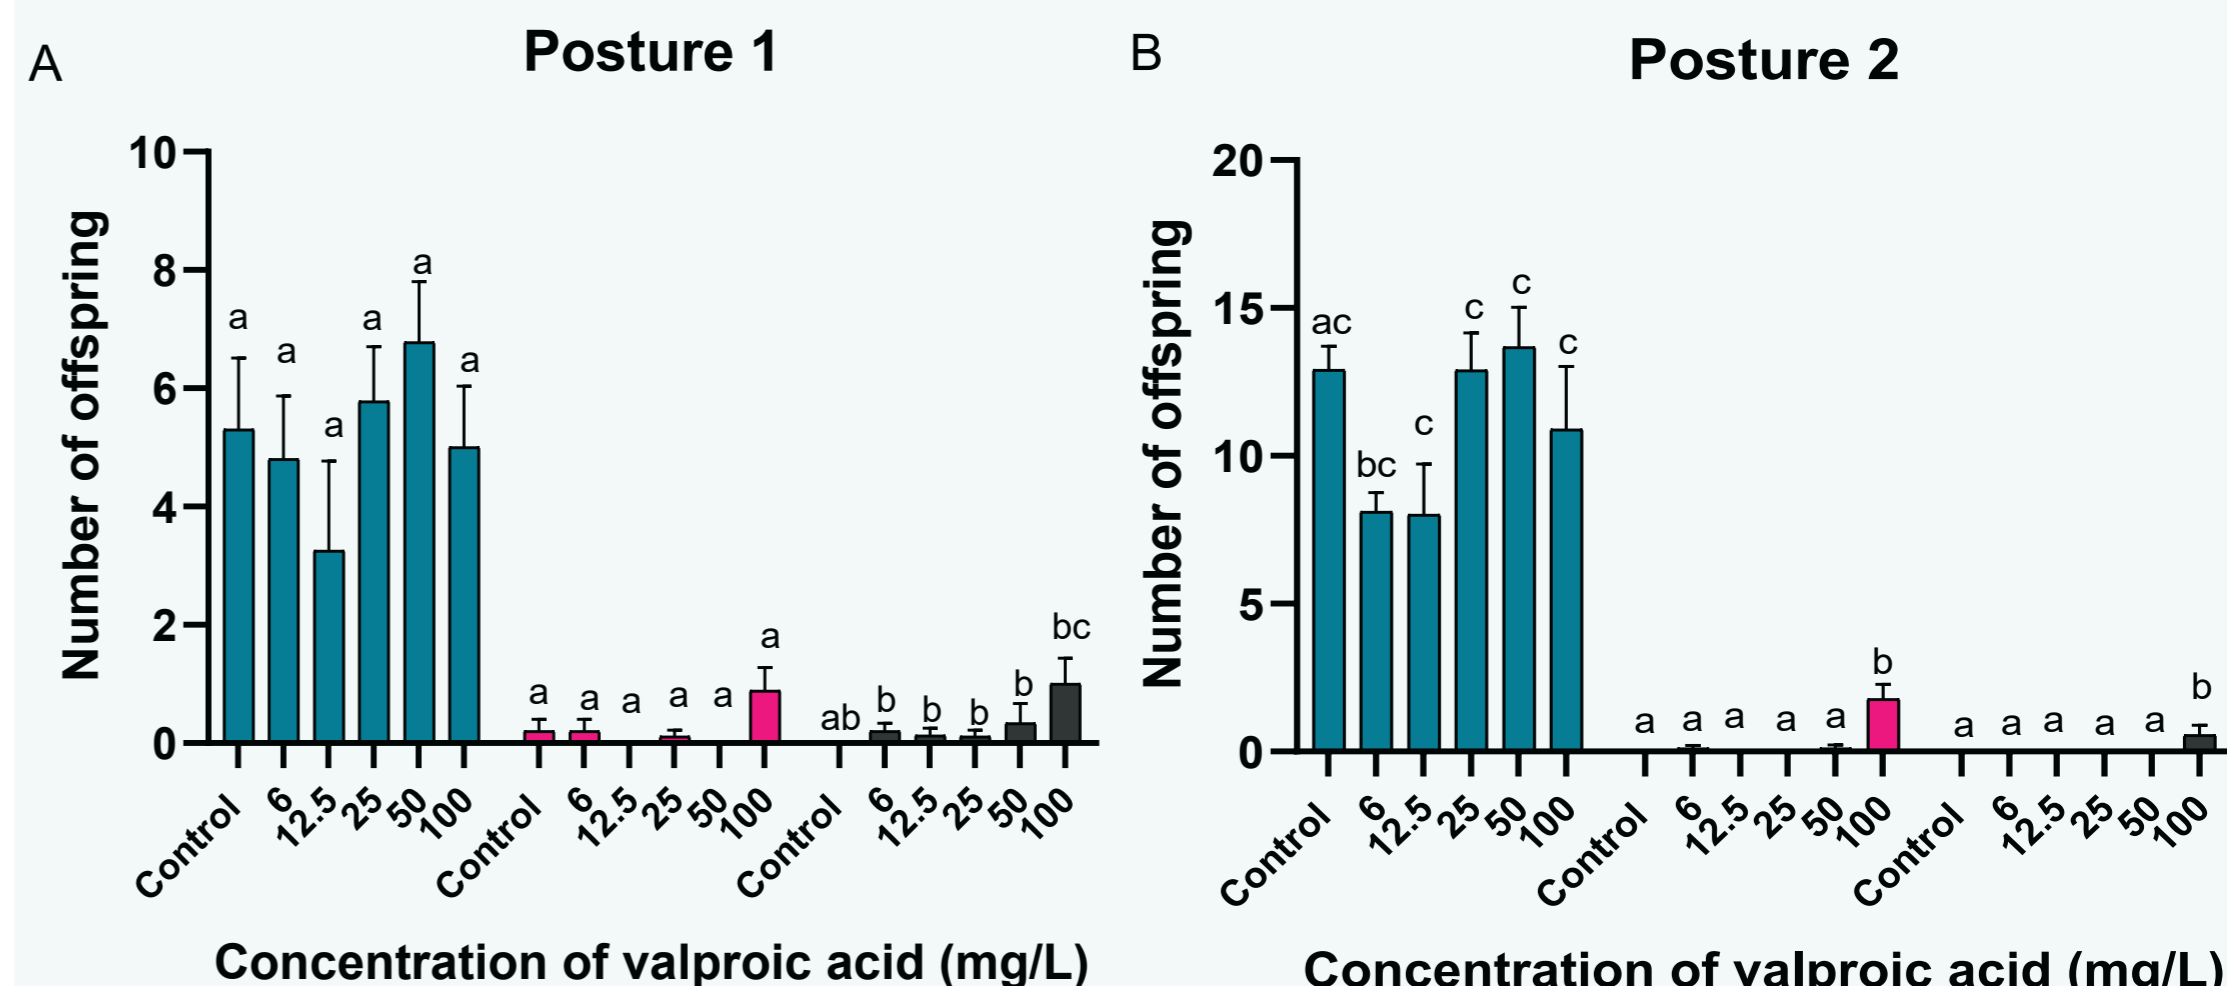 A
Posture 1
10
8
6
4
2
0
Number of offspring
a a a a a a a a a a a a ab b b b b bc
Control 6 12.5 25 50 100 Control 6 12.5 25 50 100 Control 6 12.5 25 50 100
Concentration of valproic acid (mg/L)
B
Posture 2
20
15
10
5
0
Number of offspring
ac bc c c c c a a a a a b a a a a a b
Control 6 12.5 25 50 100 Control 6 12.5 25 50 100 Control 6 12.5 25 50 100
Concentration of valproic acid (mg/L)